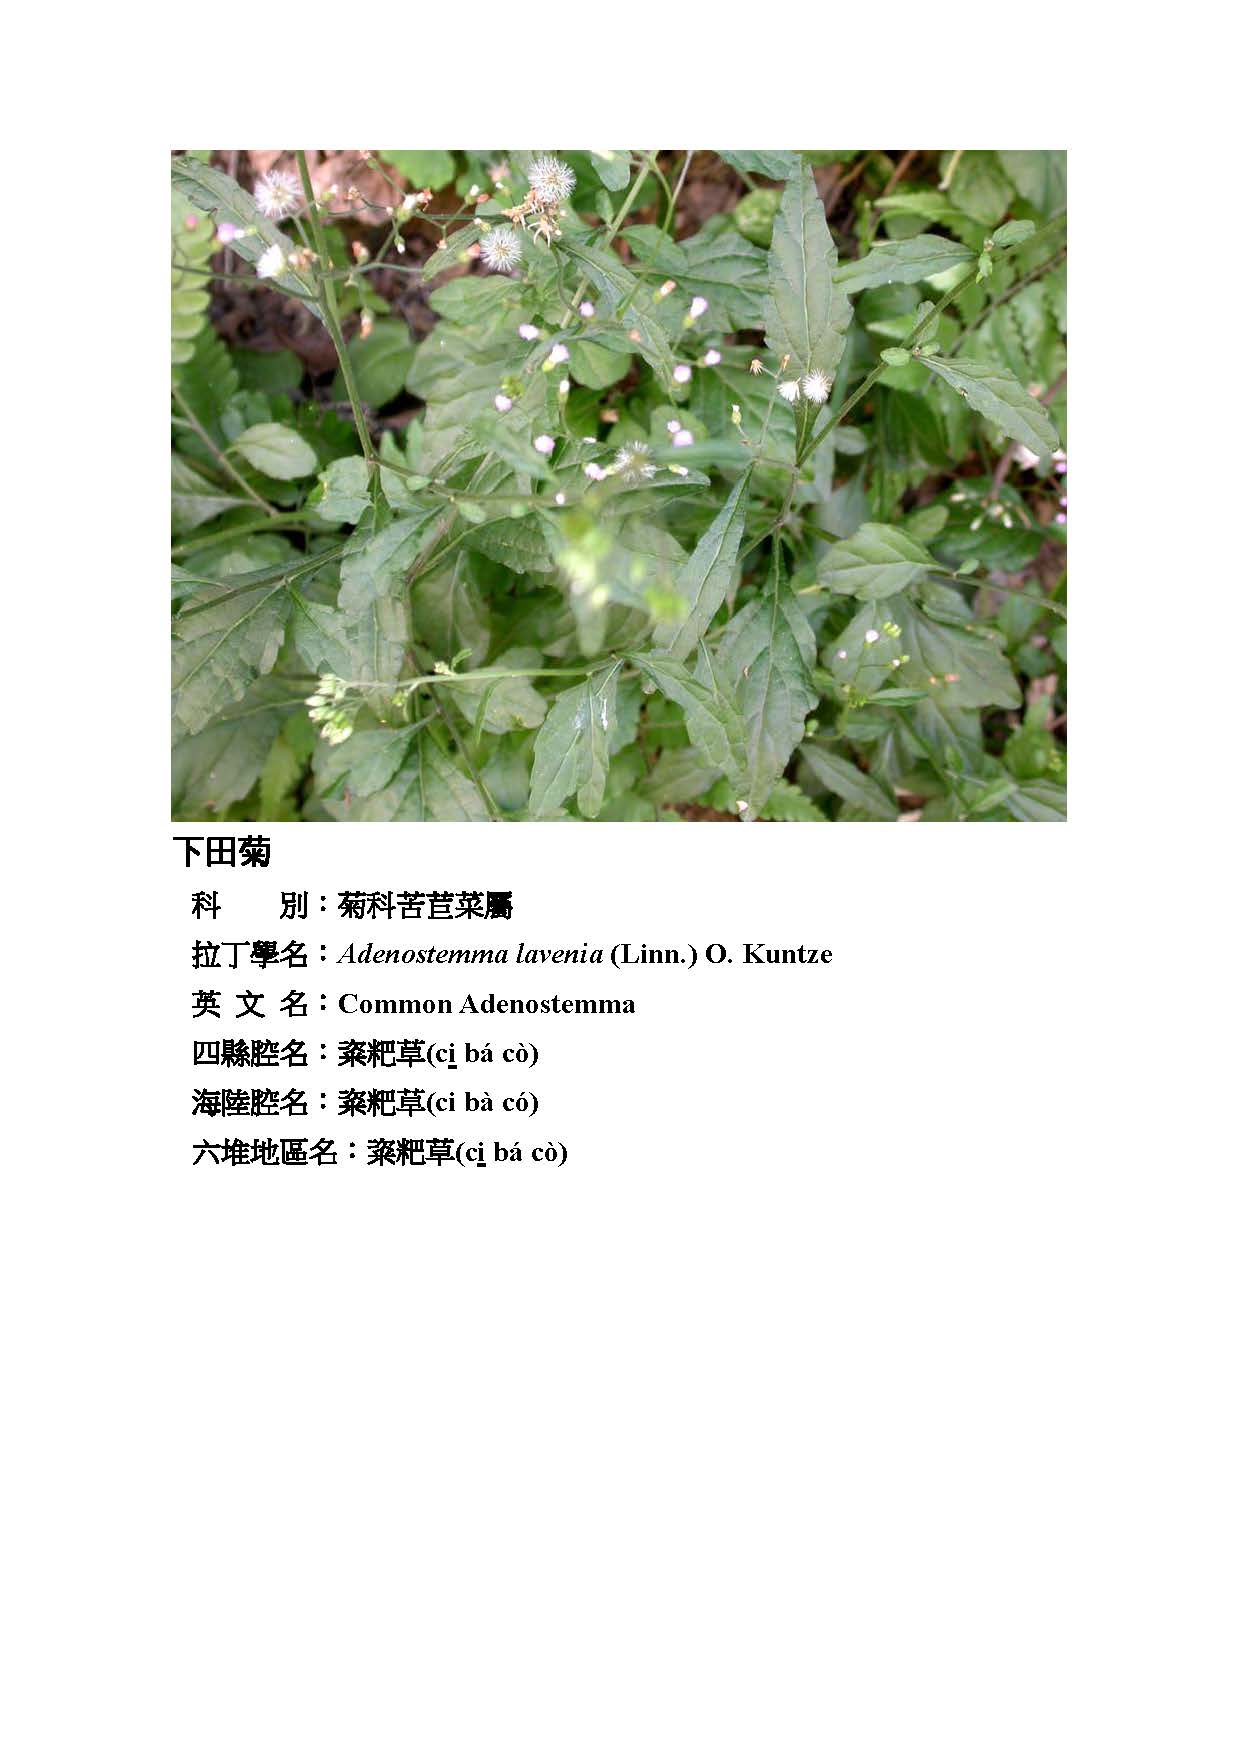 下田菊
科　　別：菊科苦苣菜屬
拉丁學名：Adenostemma lavenia (Linn.) O. Kuntze
英 文 名：Common Adenostemma
四縣腔名：粢粑草(ci̲ bá cò)
海陸腔名：粢粑草(ci bà có)
六堆地區名：粢粑草(ci̲ bá cò)